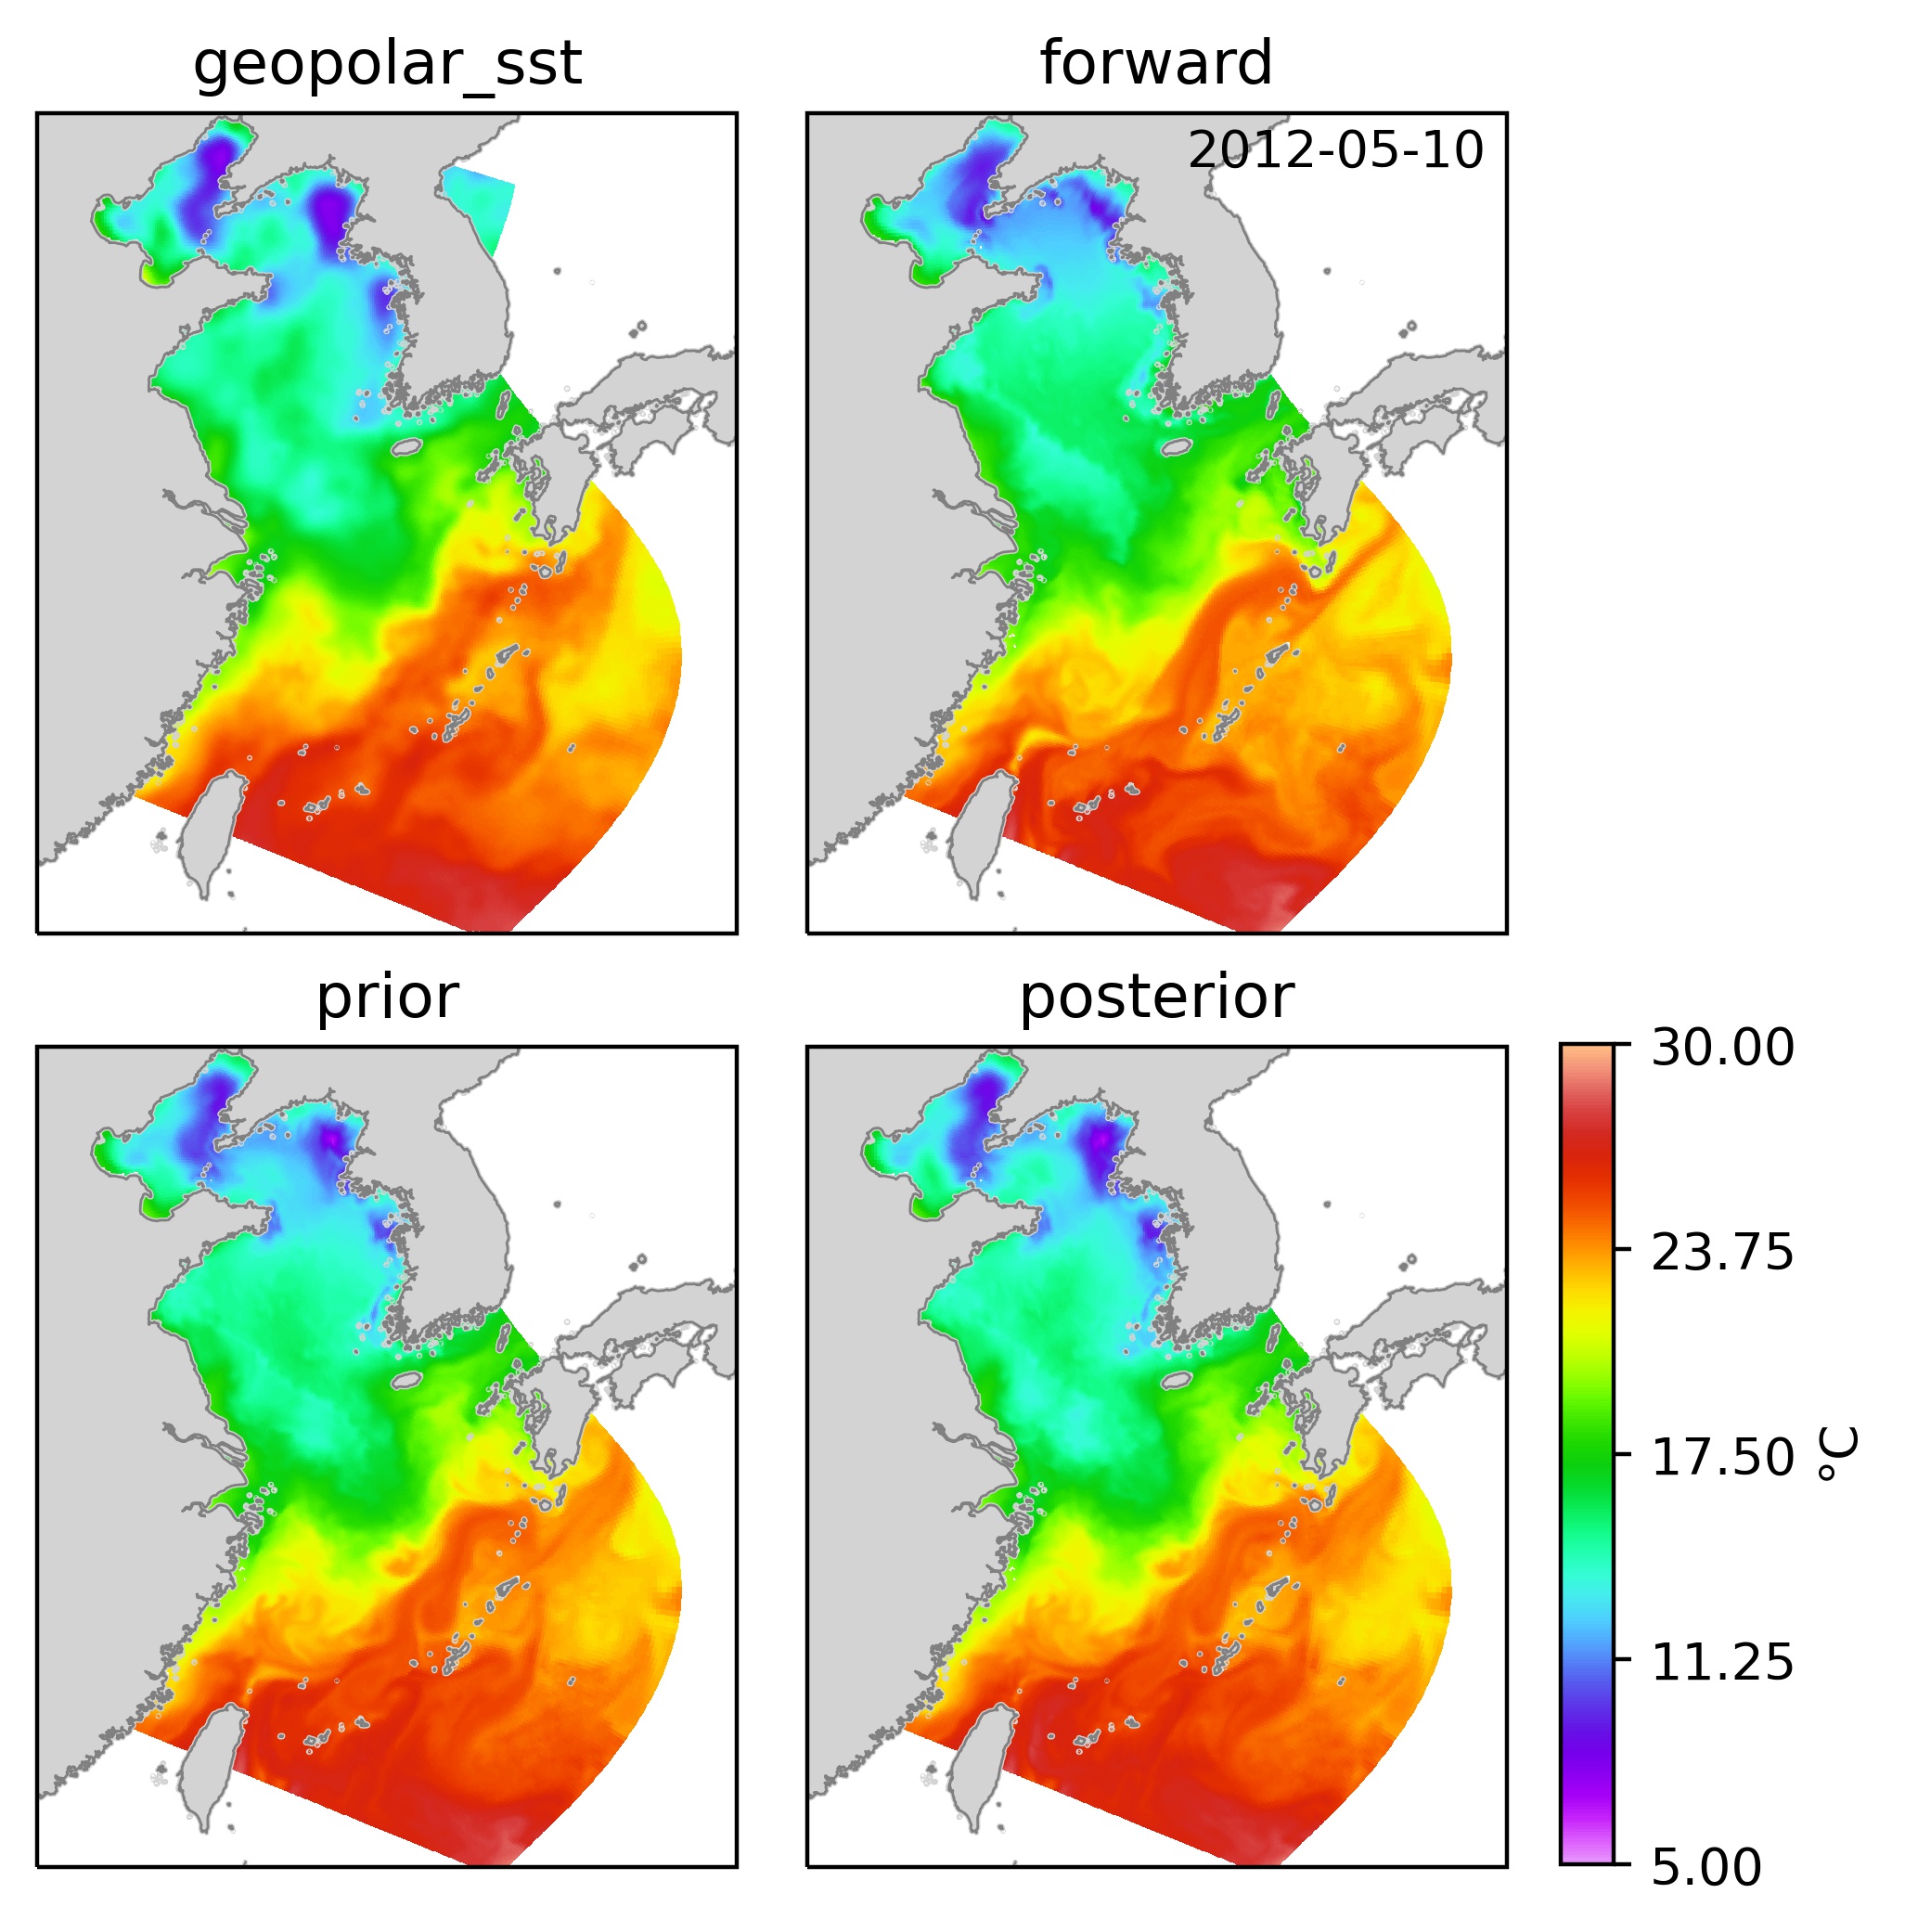 geopolar_sst
forward
2012-05-10
prior
posterior
30.00
23.75
17.50
11.25
5.00
°C